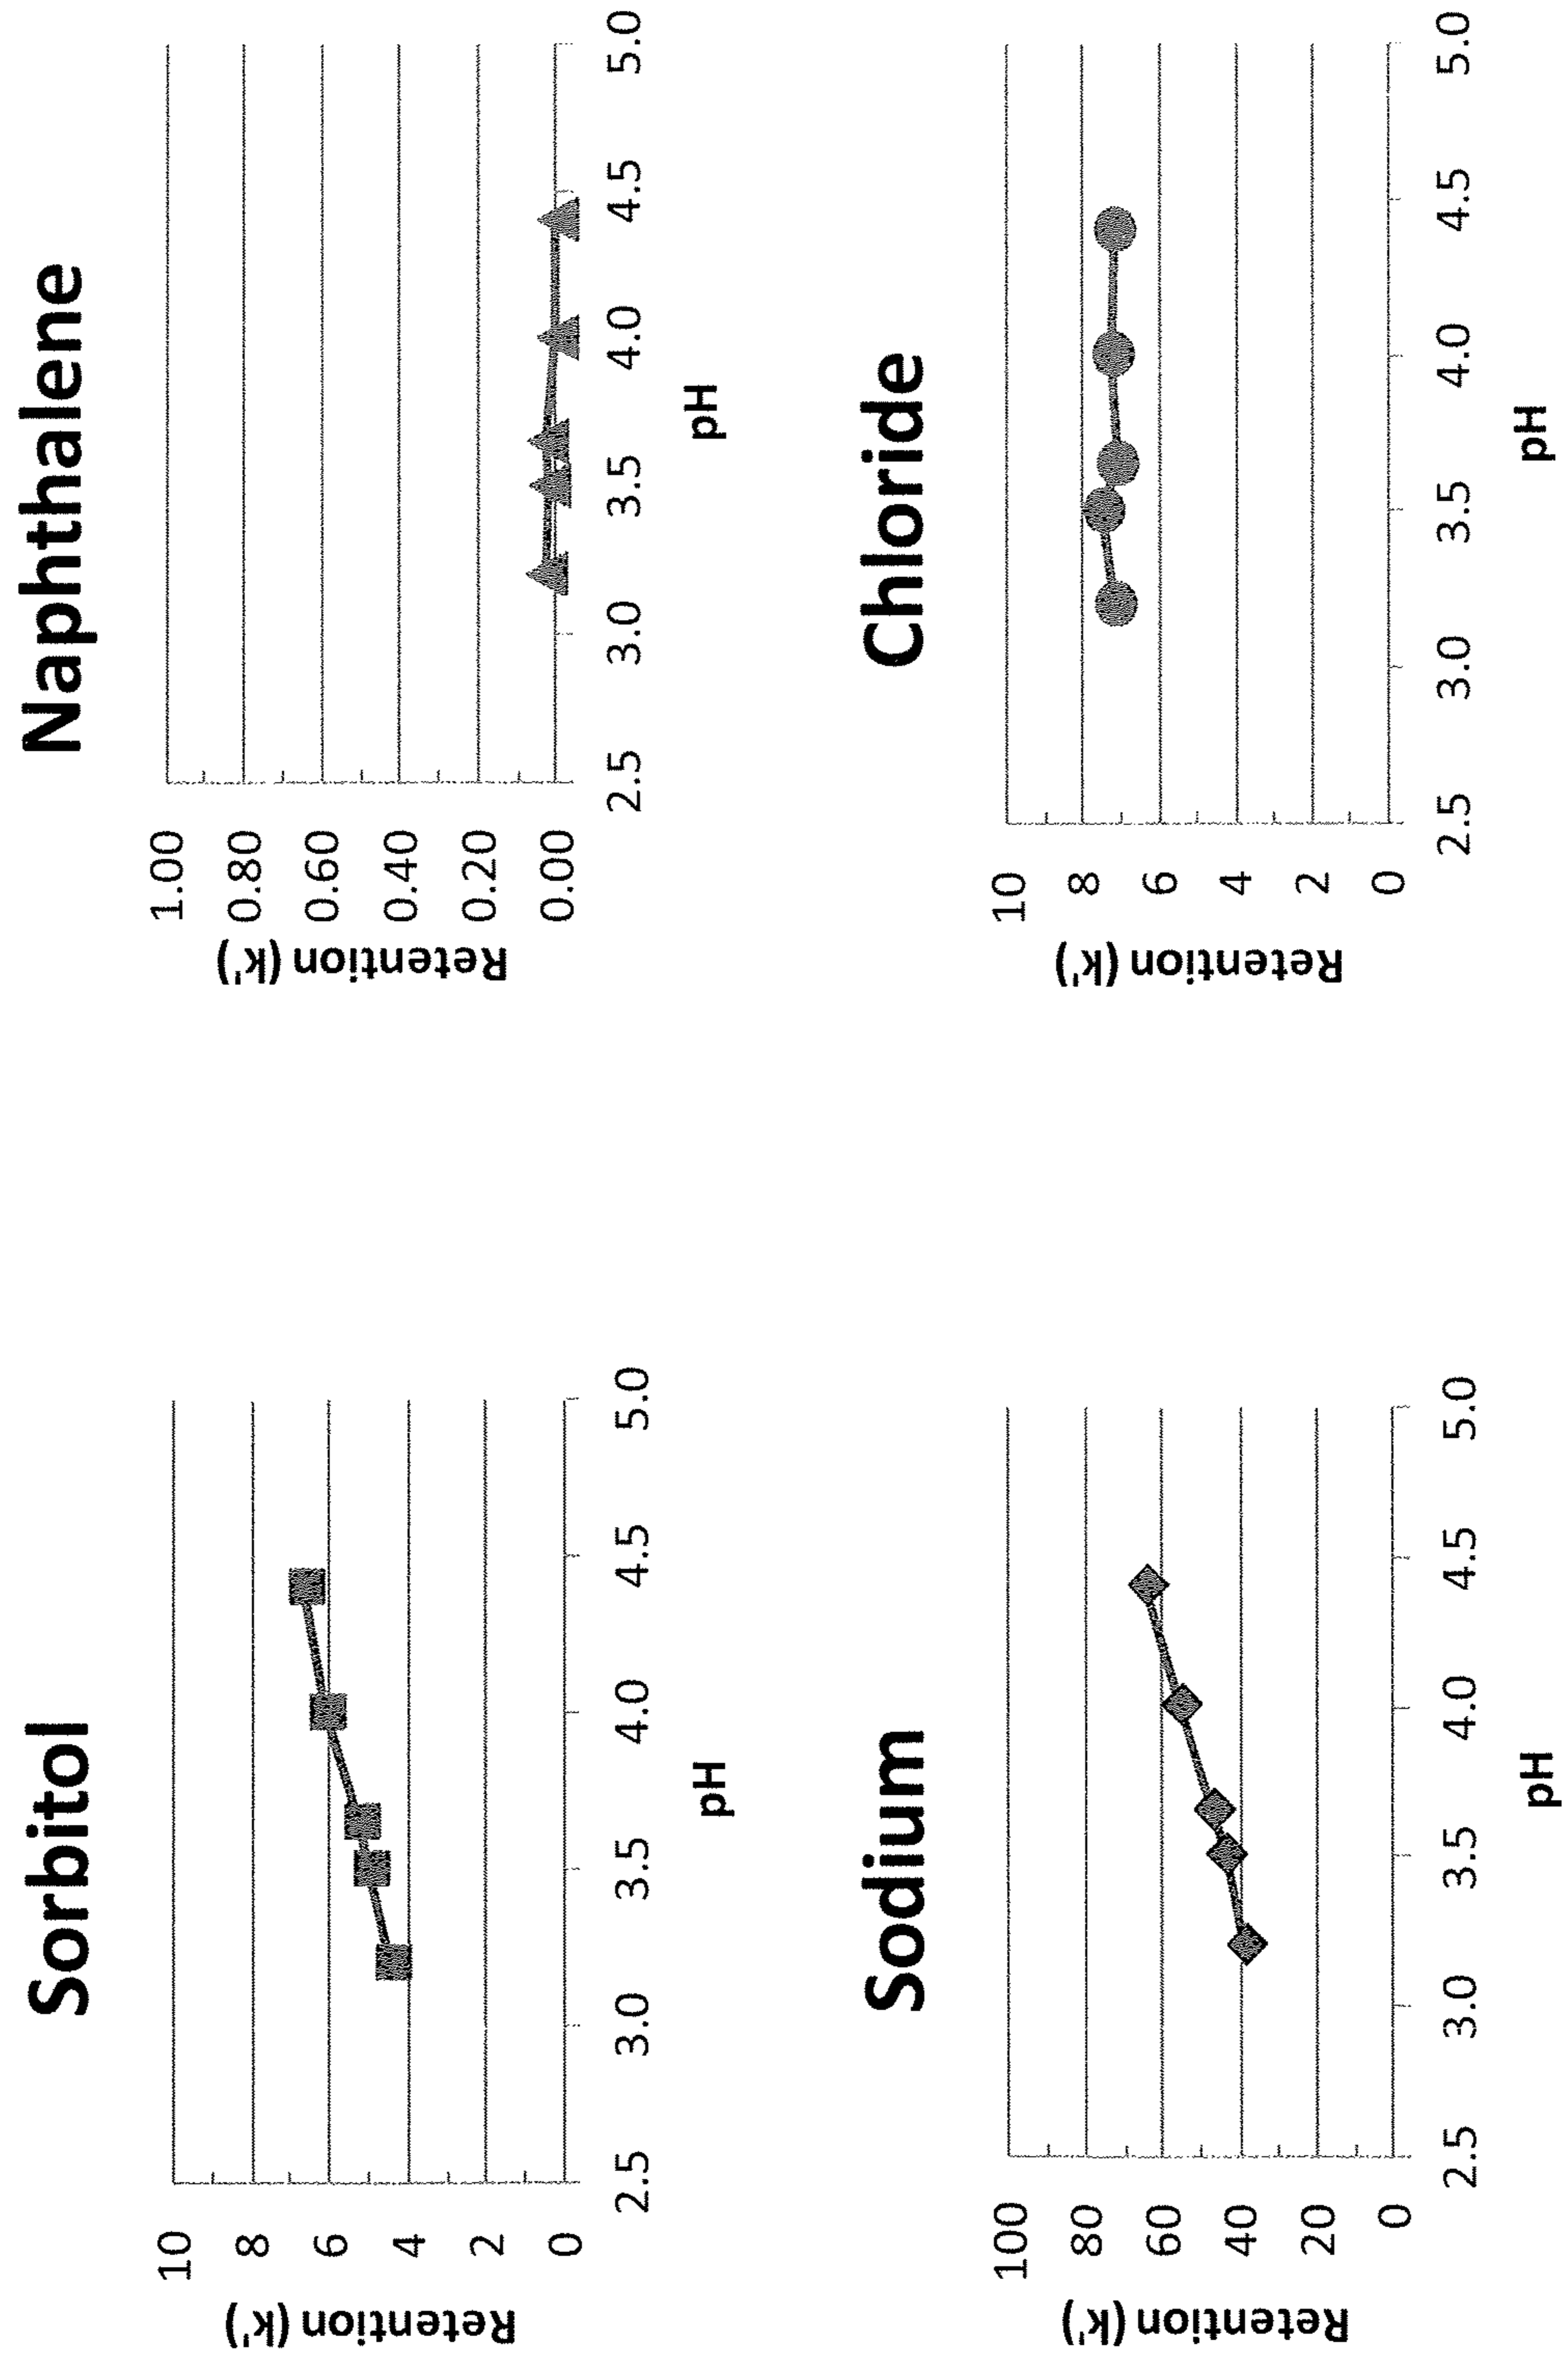 Sorbitol
Retention (k')
10
8
6
4
2
0
2.5 3.0 3.5 4.0 4.5 5.0
pH
Naphthalene
Retention (k')
1.00
0.80
0.60
0.40
0.20
0.00
2.5 3.0 3.5 4.0 4.5 5.0
pH
Sodium
Retention (k')
100
80
60
40
20
0
2.5 3.0 3.5 4.0 4.5 5.0
pH
Chloride
Retention (k')
10
8
6
4
2
0
2.5 3.0 3.5 4.0 4.5 5.0
pH